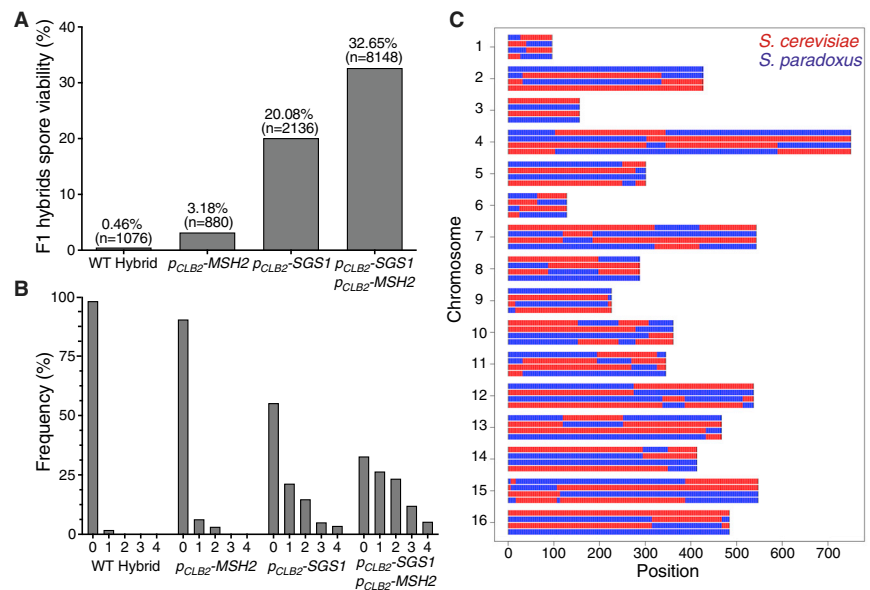 A
F1 hybrids spore viability (%)
40
30
20
10
0
0.46%
(n=1076)
3.18%
(n=880)
20.08%
(n=2136)
32.65%
(n=8148)
WT Hybrid
pCLB2-MSH2
pCLB2-SGS1
pCLB2-SGS1
pCLB2-MSH2
B
Frequency (%)
100
75
50
25
0
0 1 2 3 4
0 1 2 3 4
0 1 2 3 4
0 1 2 3 4
WT Hybrid
pCLB2-MSH2
pCLB2-SGS1
pCLB2-SGS1
pCLB2-MSH2
C
S. cerevisiae
S. paradoxus
Chromosome
1
2
3
4
5
6
7
8
9
10
11
12
13
14
15
16
0 100 200 300 400 500 600 700
Position